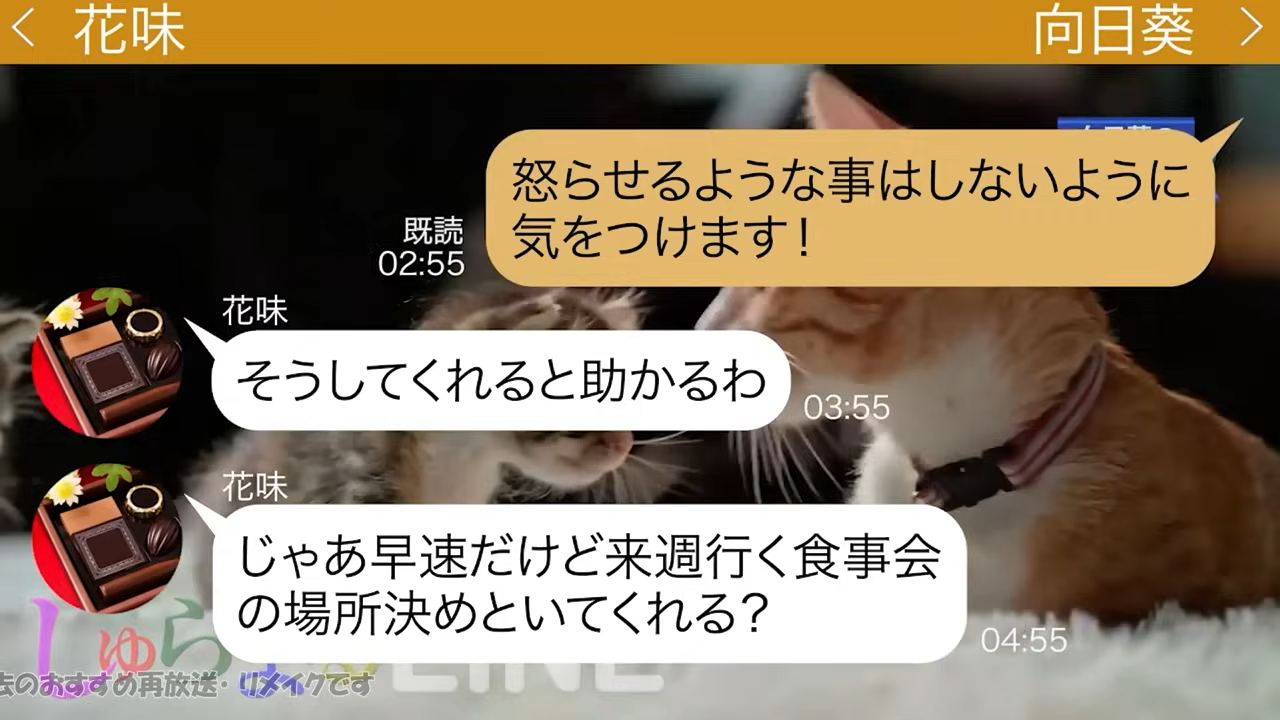 花味
向日葵
怒らせるような事はしないように
気をつけます!
既読
02:55
花味
そうしてくれると助かるわ
03:55
花味
じゃあ早速だけど来週行く食事会
の場所決めといてくれる?
04:55
しゅら
LINE
去のおすすめ再放送・リメイクです